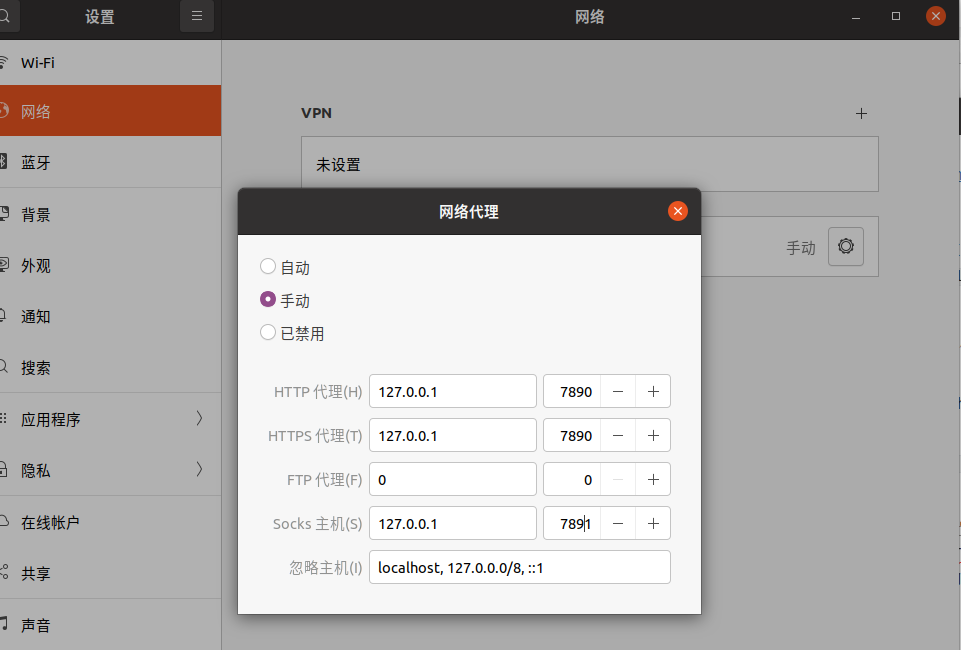 设置
网络
Wi-Fi
网络
蓝牙
背景
外观
通知
搜索
应用程序
隐私
在线帐户
共享
声音
VPN
未设置
手动
网络代理
自动
手动
已禁用
HTTP 代理(H) 127.0.0.1 7890
HTTPS 代理(T) 127.0.0.1 7890
FTP 代理(F) 0 0
Socks 主机(S) 127.0.0.1 7891
忽略主机(I) localhost, 127.0.0.0/8, ::1